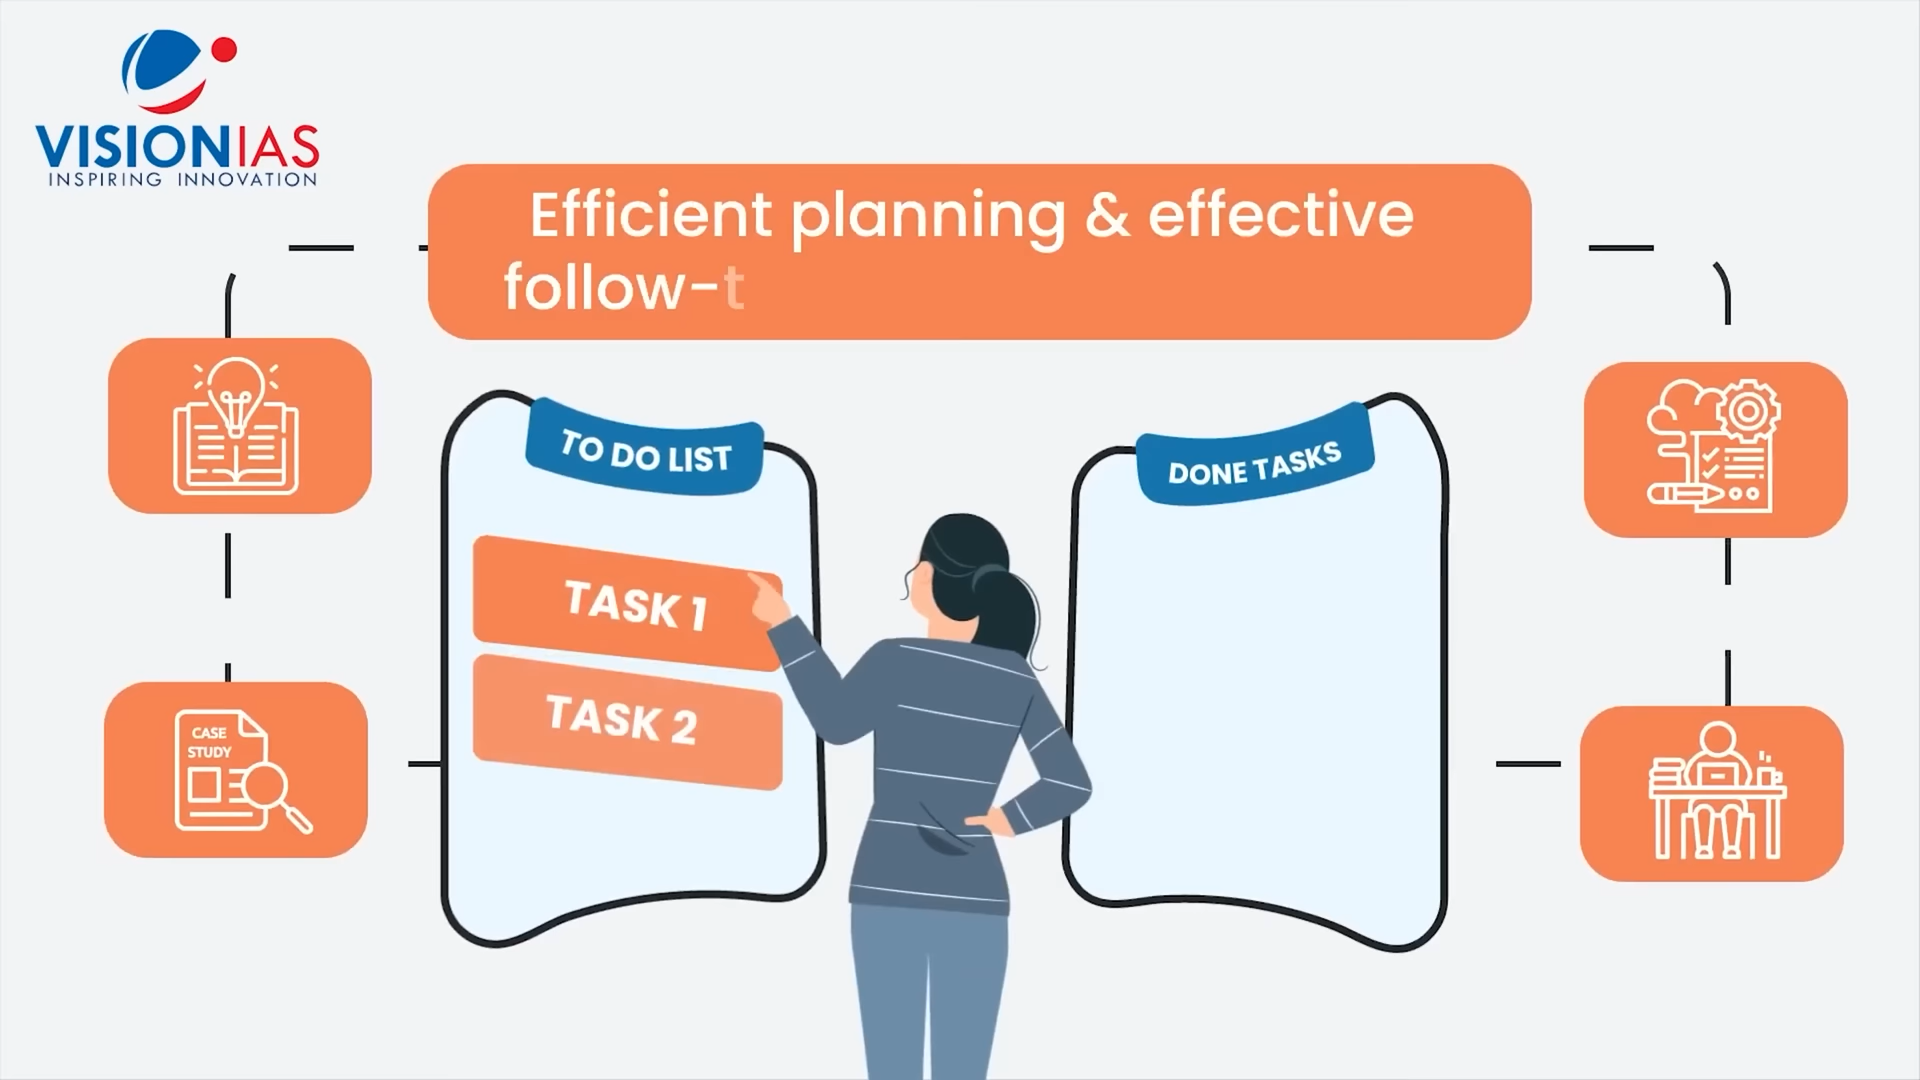 VISIONIAS
INSPIRING INNOVATION
Efficient planning & effective
follow-t
TO DO LIST
DONE TASKS
TASK 1
TASK 2
CASE
STUDY